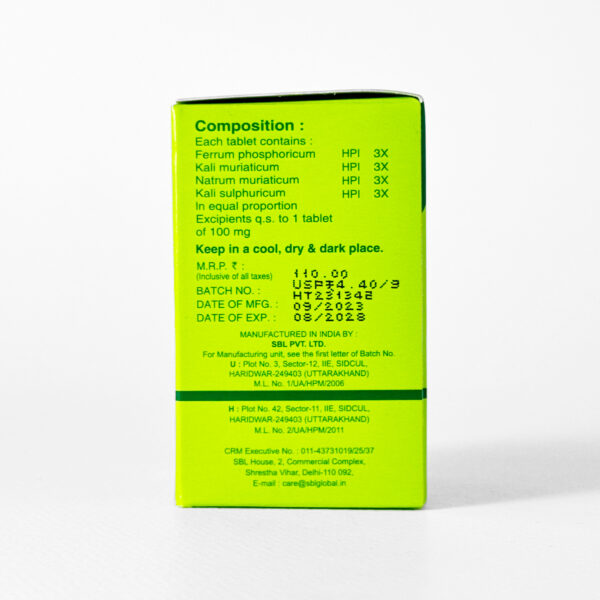 Composition :
Each tablet contains :
Ferrum phosphoricum HPI 3X
Kali muriaticum HPI 3X
Natrum muriaticum HPI 3X
Kali sulphuricum HPI 3X
In equal proportion
Excipients q.s. to 1 tablet
of 100 mg
Keep in a cool, dry & dark place.
M.R.P. ₹ : 110.00
(Inclusive of all taxes) USP₹4.40/g
BATCH NO. : HT231342
DATE OF MFG. : 09/2023
DATE OF EXP. : 08/2028
MANUFACTURED IN INDIA BY :
SBL PVT. LTD.
For Manufacturing unit, see the first letter of Batch No.
U : Plot No. 3, Sector-12, IIE, SIDCUL,
HARIDWAR-249403 (UTTARAKHAND)
M.L. No. 1/UA/HPM/2006
H : Plot No. 42, Sector-11, IIE, SIDCUL,
HARIDWAR-249403 (UTTARAKHAND)
M.L. No. 2/UA/HPM/2011
CRM Executive No. : 011-43731019/25/37
SBL House, 2, Commercial Complex,
Shrestha Vihar, Delhi-110 092,
E-mail : care@sblglobal.in